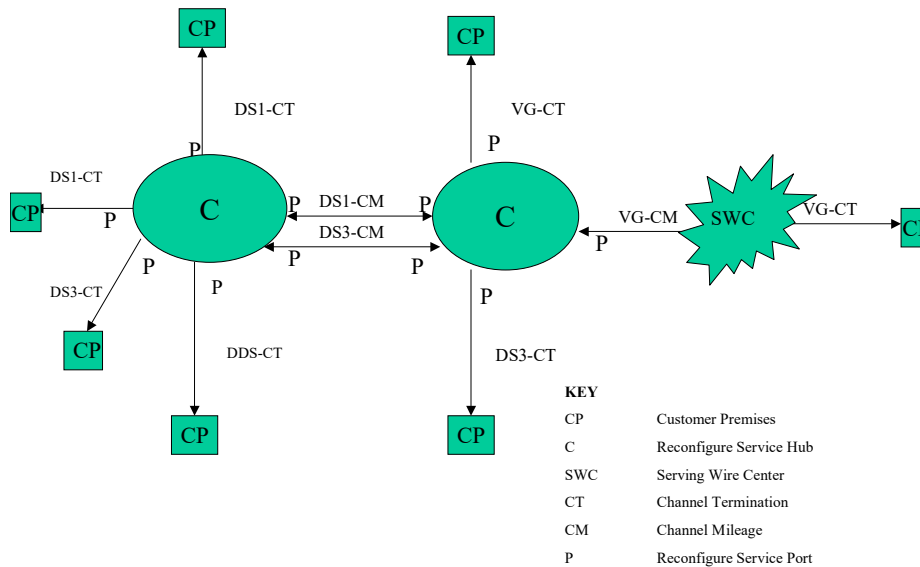 CP
CP
DS1-CT
VG-CT
P
P
DS1-CT
CP
P
C
P
DS1-CM
P
C
VG-CM
SWC
VG-CT
DS3-CM
P
P
P
P
P
P
P
DS3-CT
CP
DDS-CT
DS3-CT
CP
CP
KEY
CP Customer Premises
C Reconfigure Service Hub
SWC Serving Wire Center
CT Channel Termination
CM Channel Mileage
P Reconfigure Service Port